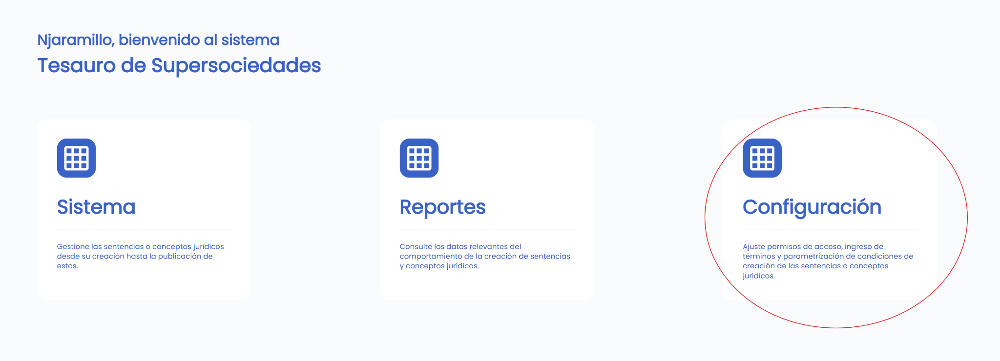 Njaramillo, bienvenido al sistema
Tesauro de Supersociedades
Sistema
Gestione las sentencias o conceptos jurídicos
desde su creación hasta la publicación de
estos.
Reportes
Consulte los datos relevantes del
comportamiento de la creación de sentencias
y conceptos jurídicos.
Configuración
Ajuste permisos de acceso, ingreso de
términos y parametrización de condiciones de
creación de las sentencias o conceptos
jurídicos.